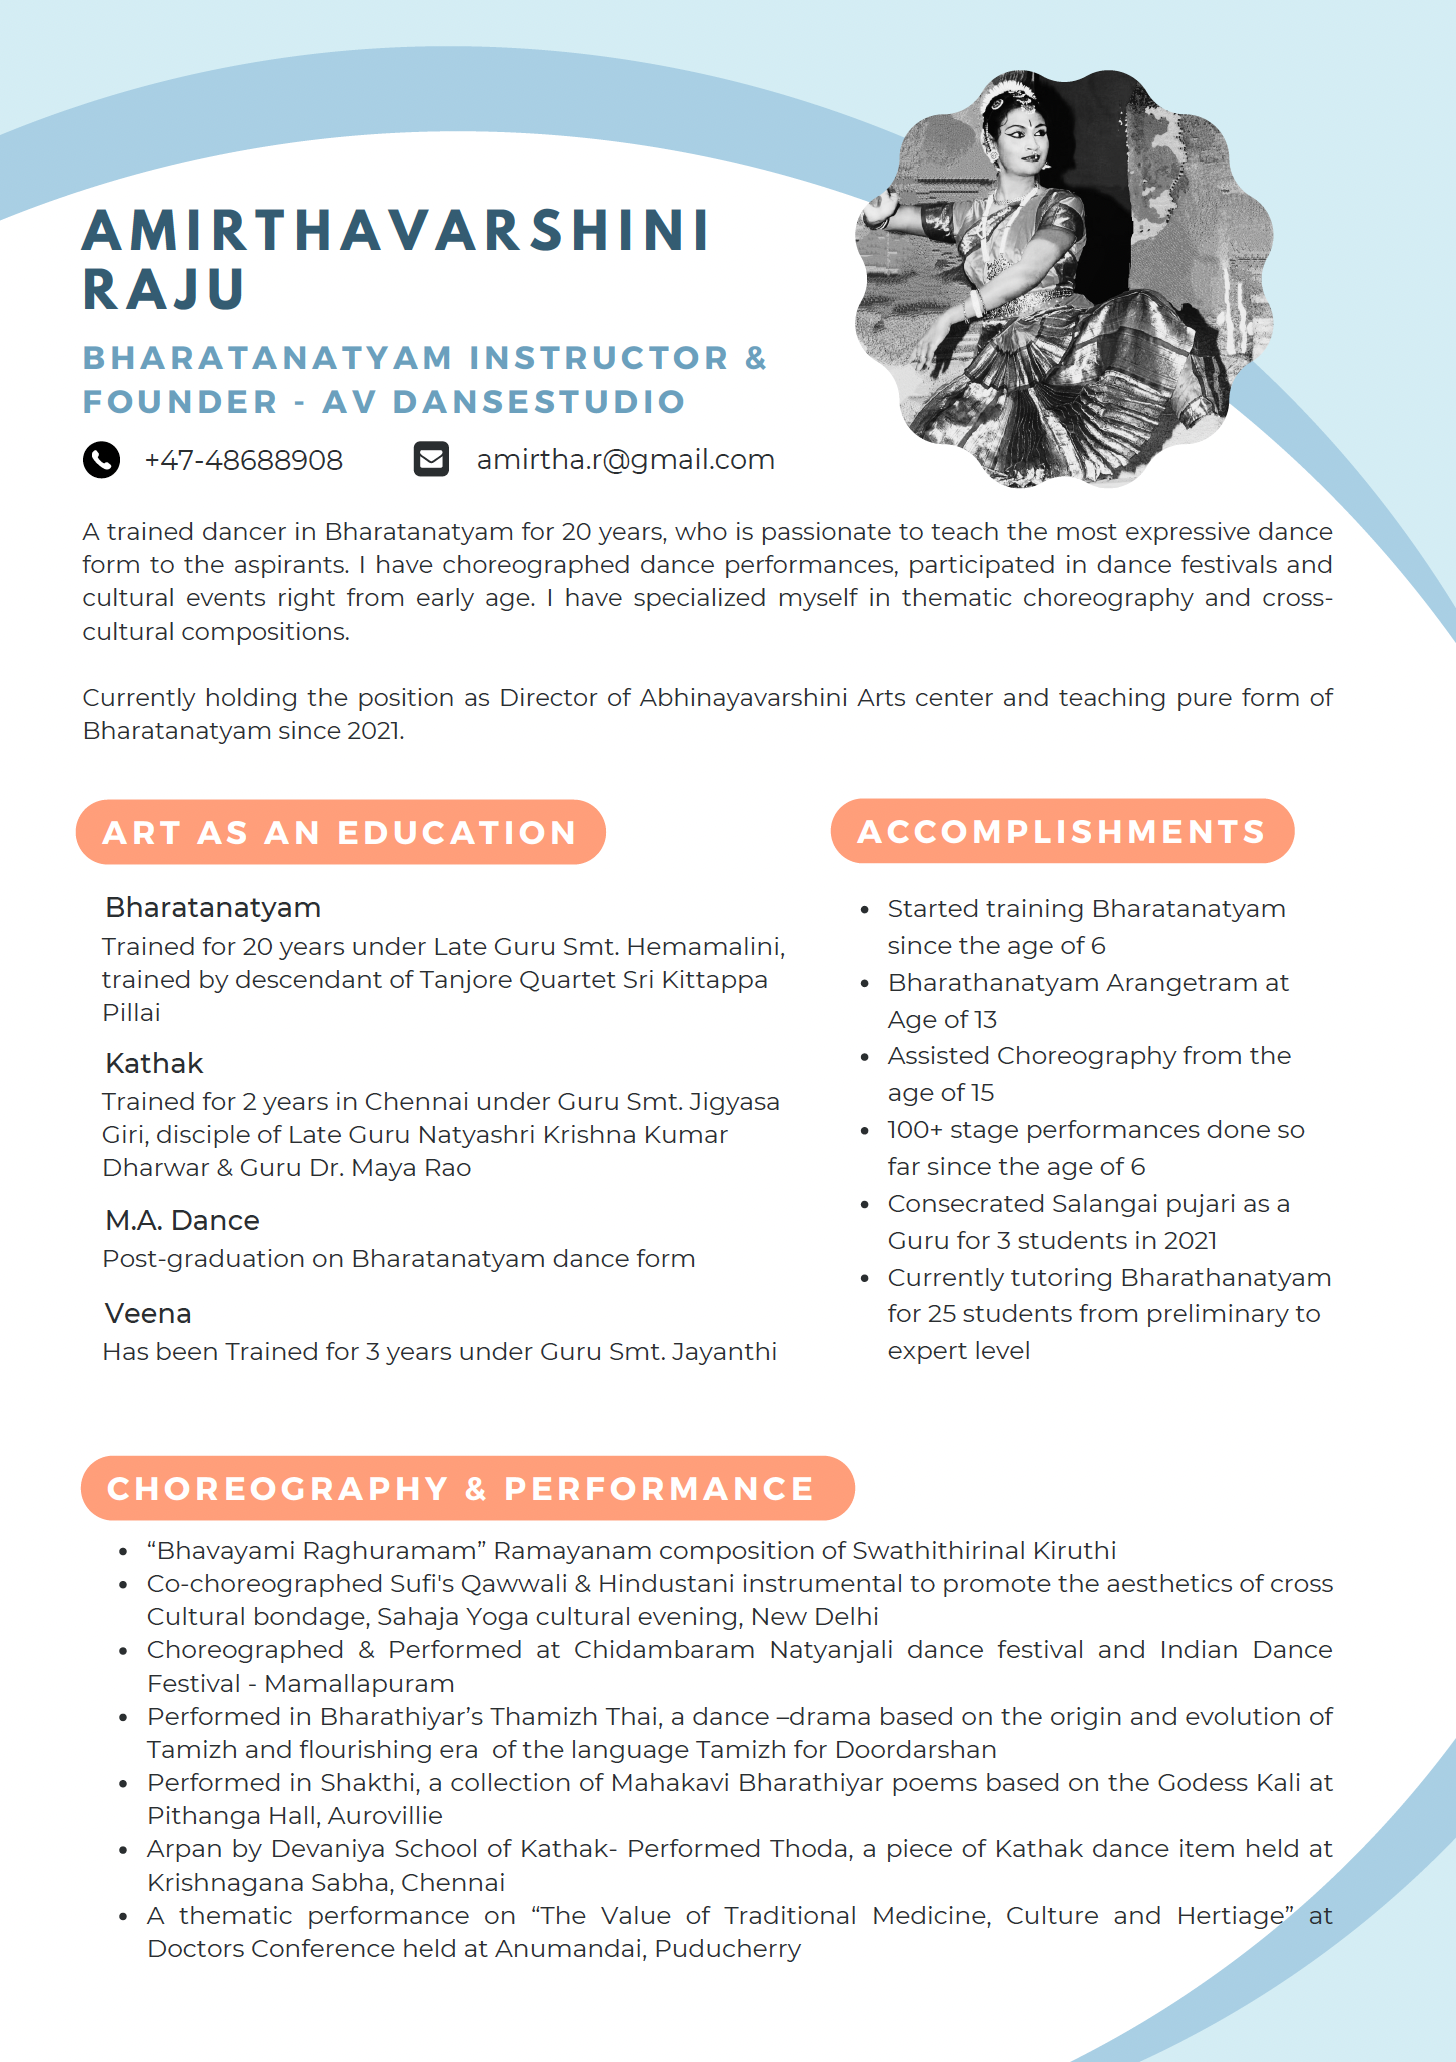 AMIRTHAVARSHINI
RAJU
BHARATANATYAM INSTRUCTOR &
FOUNDER - AV DANSESTUDIO
+47-48688908
amirtha.r@gmail.com
A trained dancer in Bharatanatyam for 20 years, who is passionate to teach the most expressive dance
form to the aspirants. I have choreographed dance performances, participated in dance festivals and
cultural events right from early age. I have specialized myself in thematic choreography and cross-
cultural compositions.
Currently holding the position as Director of Abhinayavarshini Arts center and teaching pure form of
Bharatanatyam since 2021.
ART AS AN EDUCATION
Bharatanatyam
Trained for 20 years under Late Guru Smt. Hemamalini,
trained by descendant of Tanjore Quartet Sri Kittappa
Pillai
Kathak
Trained for 2 years in Chennai under Guru Smt. Jigyasa
Giri, disciple of Late Guru Natyashri Krishna Kumar
Dharwar & Guru Dr. Maya Rao
M.A. Dance
Post-graduation on Bharatanatyam dance form
Veena
Has been Trained for 3 years under Guru Smt. Jayanthi
ACCOMPLISHMENTS
• Started training Bharatanatyam
since the age of 6
• Bharathanatyam Arangetram at
Age of 13
• Assisted Choreography from the
age of 15
• 100+ stage performances done so
far since the age of 6
• Consecrated Salangai pujari as a
Guru for 3 students in 2021
• Currently tutoring Bharathanatyam
for 25 students from preliminary to
expert level
CHOREOGRAPHY & PERFORMANCE
• “Bhavayami Raghuramam” Ramayanam composition of Swathithirinal Kiruthi
• Co-choreographed Sufi's Qawwali & Hindustani instrumental to promote the aesthetics of cross
Cultural bondage, Sahaja Yoga cultural evening, New Delhi
• Choreographed & Performed at Chidambaram Natyanjali dance festival and Indian Dance
Festival - Mamallapuram
• Performed in Bharathiyar’s Thamizh Thai, a dance –drama based on the origin and evolution of
Tamizh and flourishing era  of the language Tamizh for Doordarshan
• Performed in Shakthi, a collection of Mahakavi Bharathiyar poems based on the Godess Kali at
Pithanga Hall, Aurovillie
• Arpan by Devaniya School of Kathak- Performed Thoda, a piece of Kathak dance item held at
Krishnagana Sabha, Chennai
• A thematic performance on “The Value of Traditional Medicine, Culture and Hertiage” at
Doctors Conference held at Anumandai, Puducherry